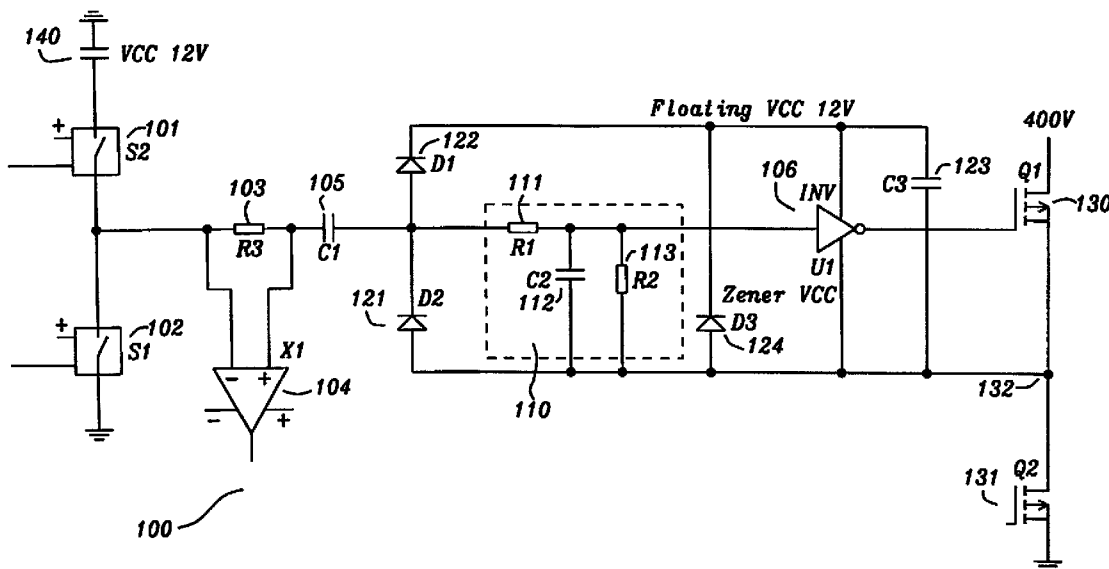 140
VCC 12V
+
101
S2
Floating VCC 12V
400V
122
D1
103
105
111
106
INV
C3
123
Q1
130
R3
C1
R1
113
C2
112
R2
U1
VCC
Zener
D3
124
121
D2
+
102
S1
X1
- +
104
- +
110
132
Q2
131
100